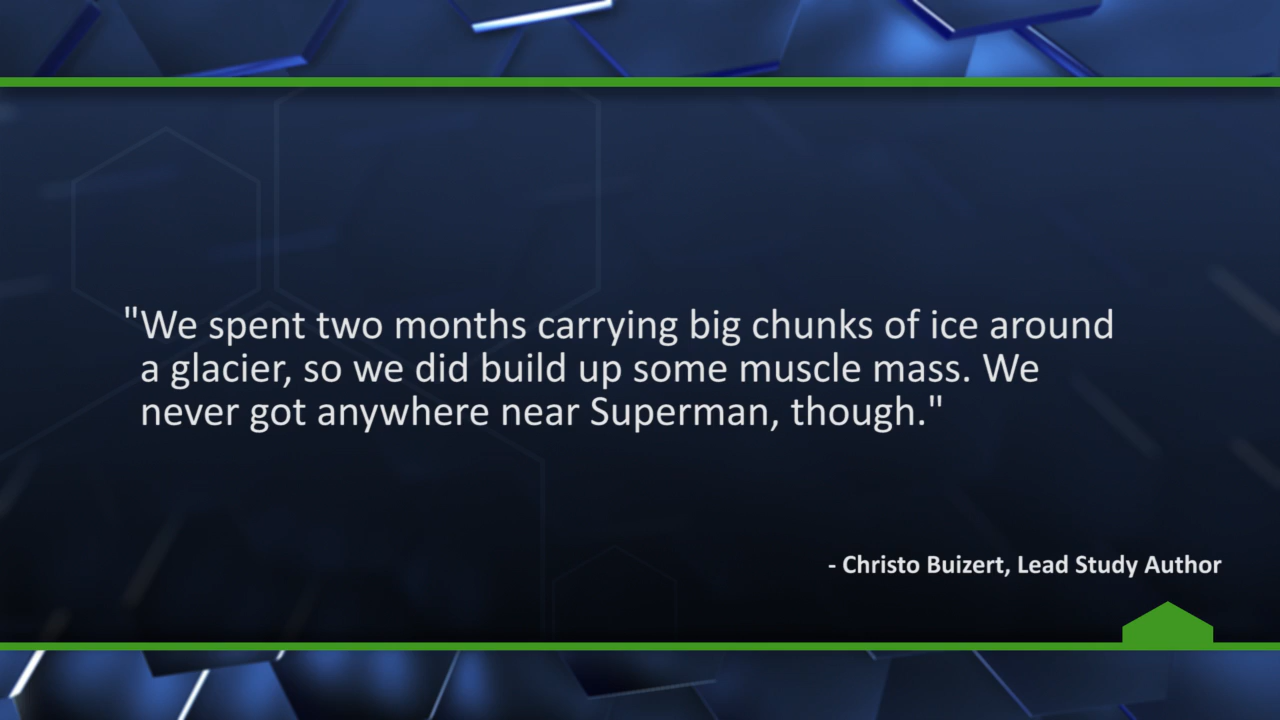 "We spent two months carrying big chunks of ice around
a glacier, so we did build up some muscle mass. We
never got anywhere near Superman, though."
- Christo Buizert, Lead Study Author